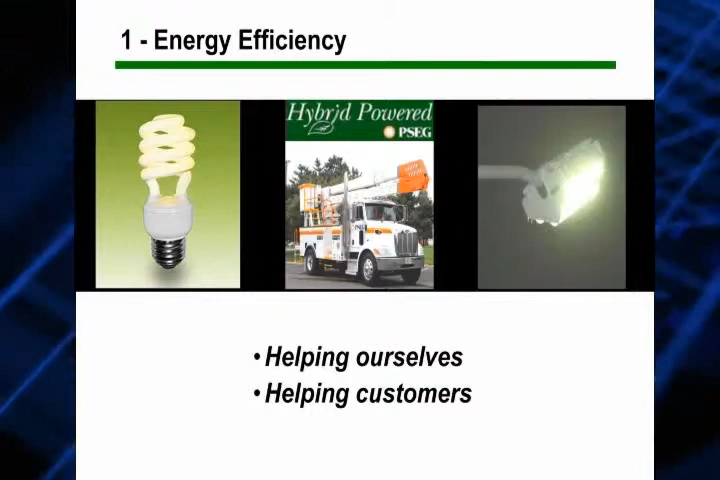 1 - Energy Efficiency
Hybrid Powered
PSEG
• Helping ourselves
• Helping customers